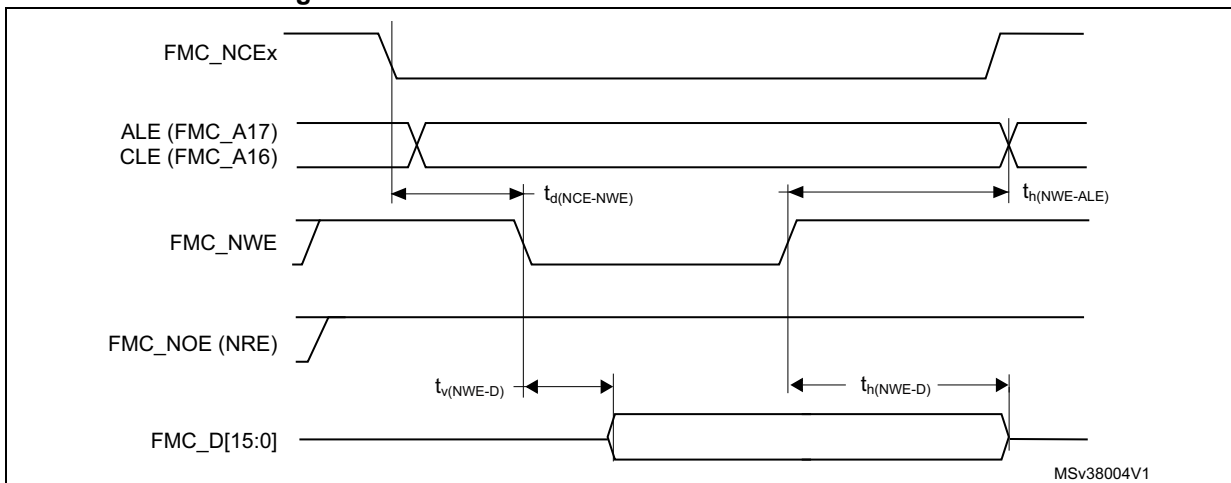 FMC_NCEx
ALE (FMC_A17)
CLE (FMC_A16)
td(NCE-NWE)
th(NWE-ALE)
FMC_NWE
FMC_NOE (NRE)
tv(NWE-D)
th(NWE-D)
FMC_D[15:0]
MSv38004V1